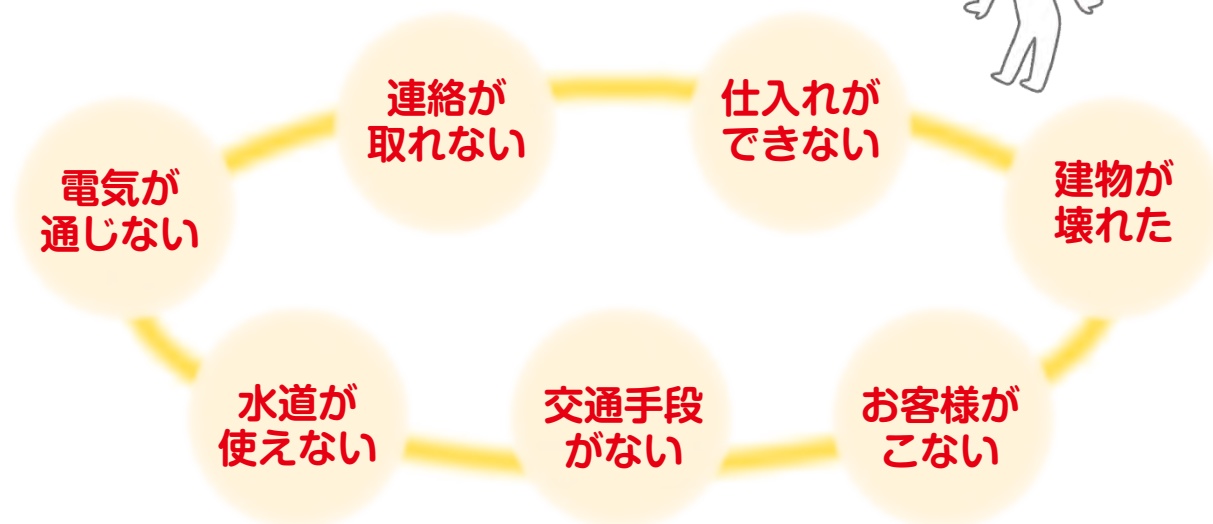 連絡が
取れない
仕入れが
できない
電気が
通じない
建物が
壊れた
水道が
使えない
交通手段
がない
お客様が
こない